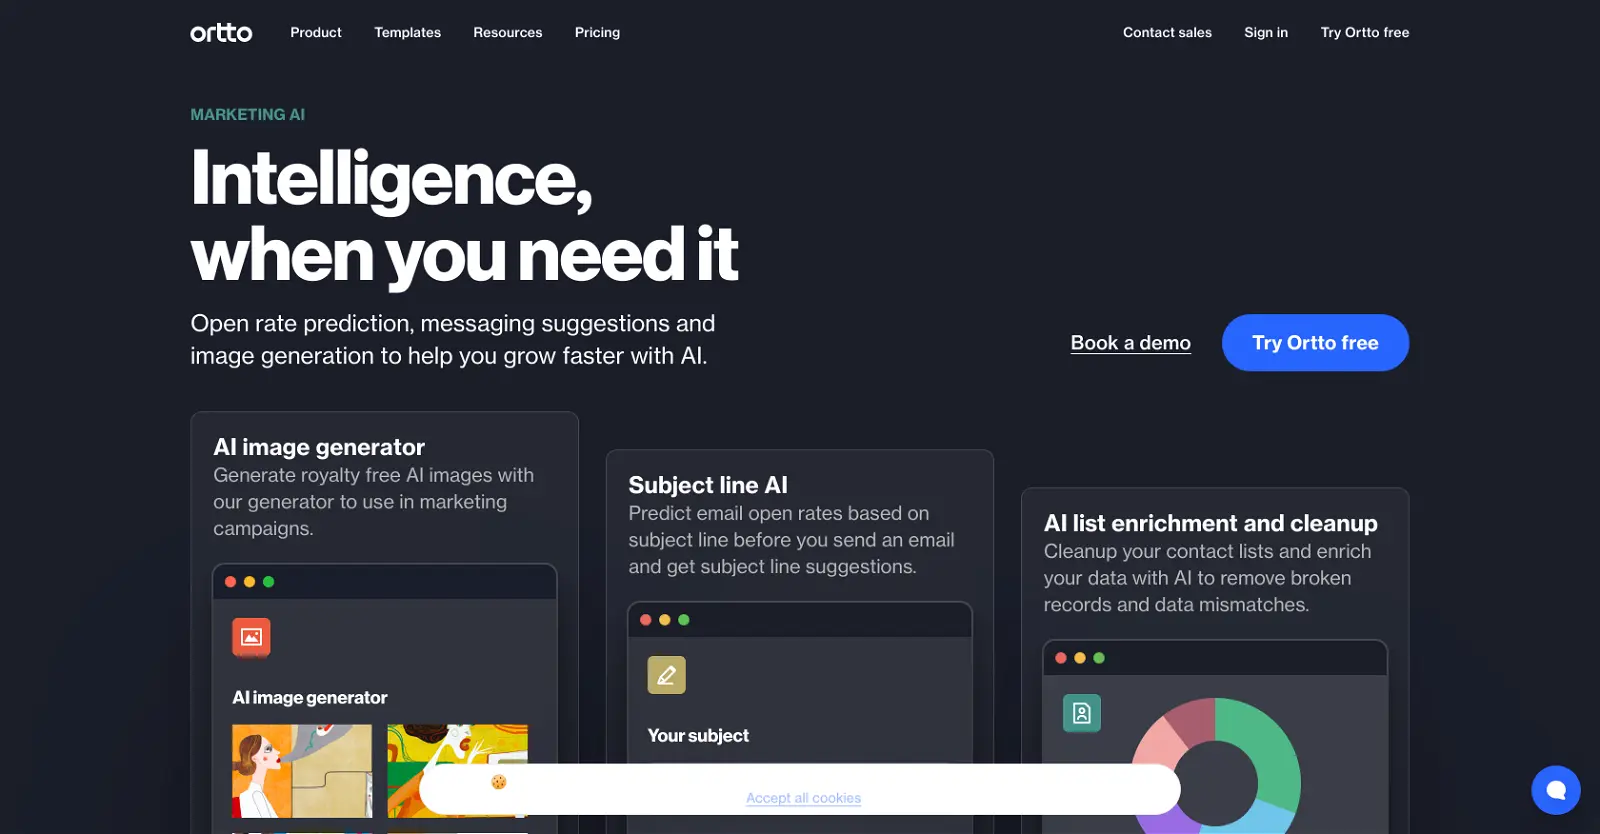 ortto
Product
Templates
Resources
Pricing
Contact sales
Sign in
Try Ortto free
MARKETING AI
Intelligence,
when you need it
Open rate prediction, messaging suggestions and
image generation to help you grow faster with AI.
Book a demo
Try Ortto free
AI image generator
Generate royalty free AI images with
our generator to use in marketing
campaigns.
AI image generator
Subject line AI
Predict email open rates based on
subject line before you send an email
and get subject line suggestions.
Your subject
AI list enrichment and cleanup
Cleanup your contact lists and enrich
your data with AI to remove broken
records and data mismatches.
Accept all cookies